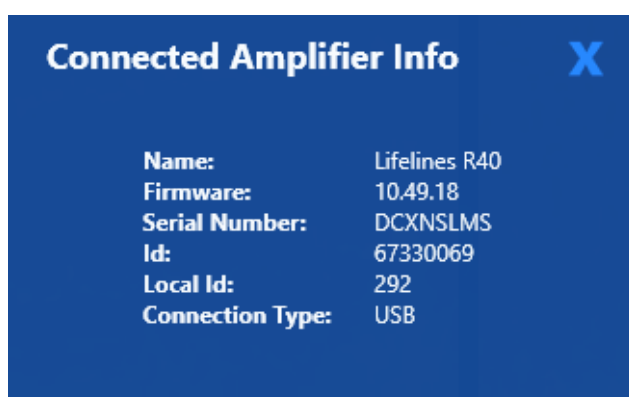 Connected Amplifier Info X
Name: Lifelines R40
Firmware: 10.49.18
Serial Number: DCXNSLMS
Id: 67330069
Local Id: 292
Connection Type: USB